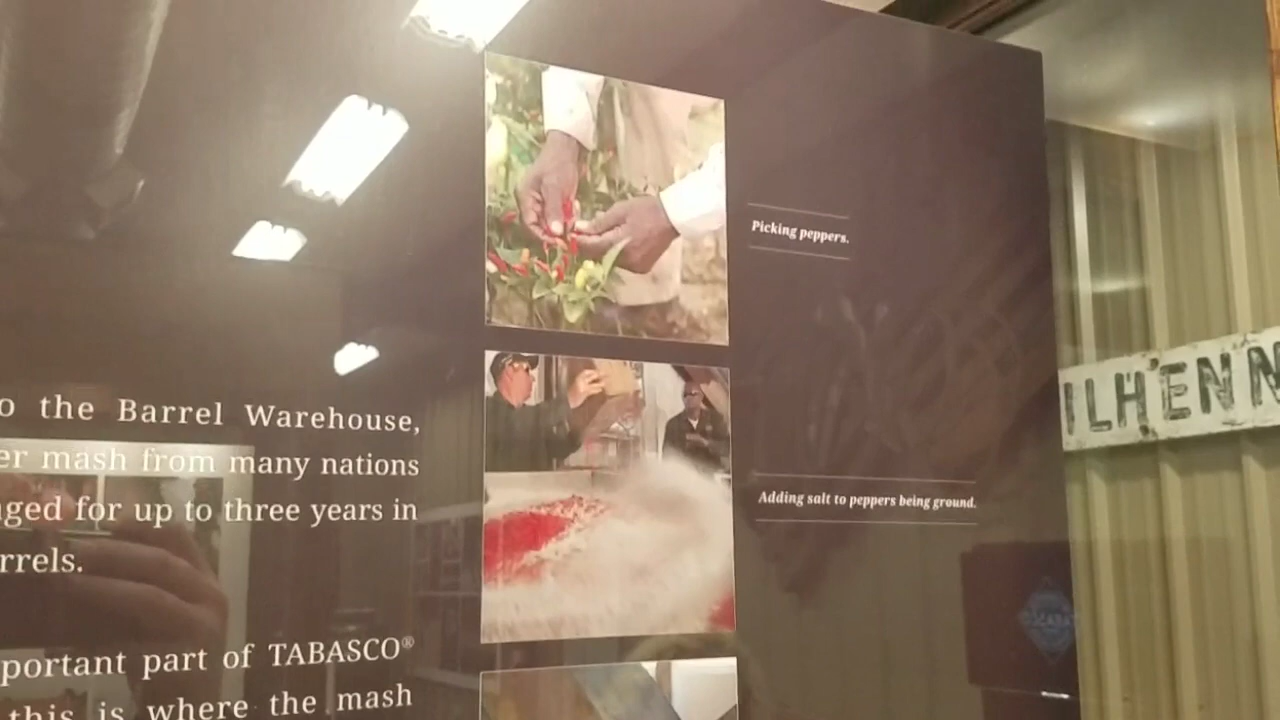 o the Barrel Warehouse,
er mash from many nations
aged for up to three years in
rrels.
portant part of TABASCO®
this is where the mash
Picking peppers.
Adding salt to peppers being ground.
ILHENN